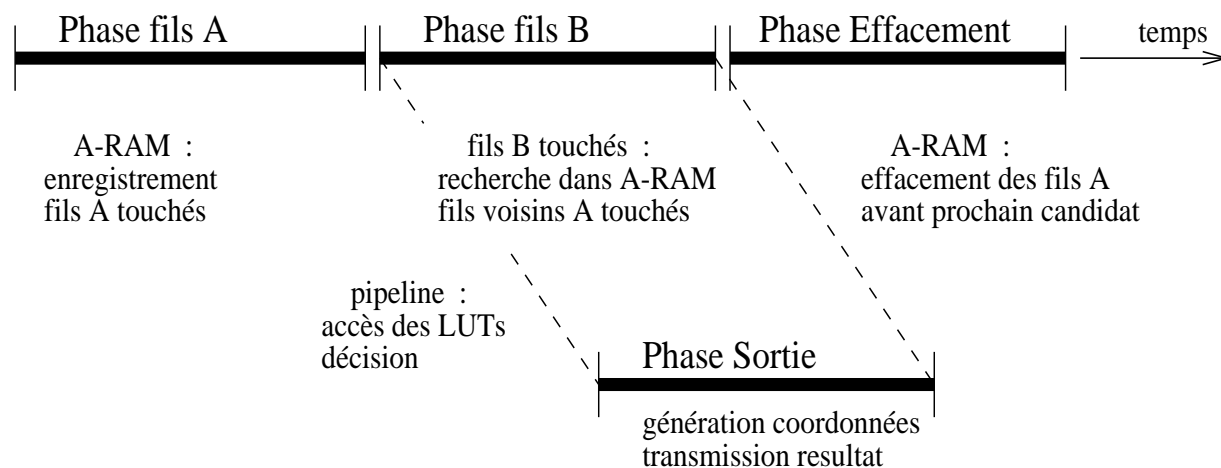 Phase fils A
Phase fils B
Phase Effacement
temps
A-RAM :
enregistrement
fils A touchés
fils B touchés :
recherche dans A-RAM
fils voisins A touchés
A-RAM :
effacement des fils A
avant prochain candidat
pipeline :
accès des LUTs
décision
Phase Sortie
génération coordonnées
transmission resultat